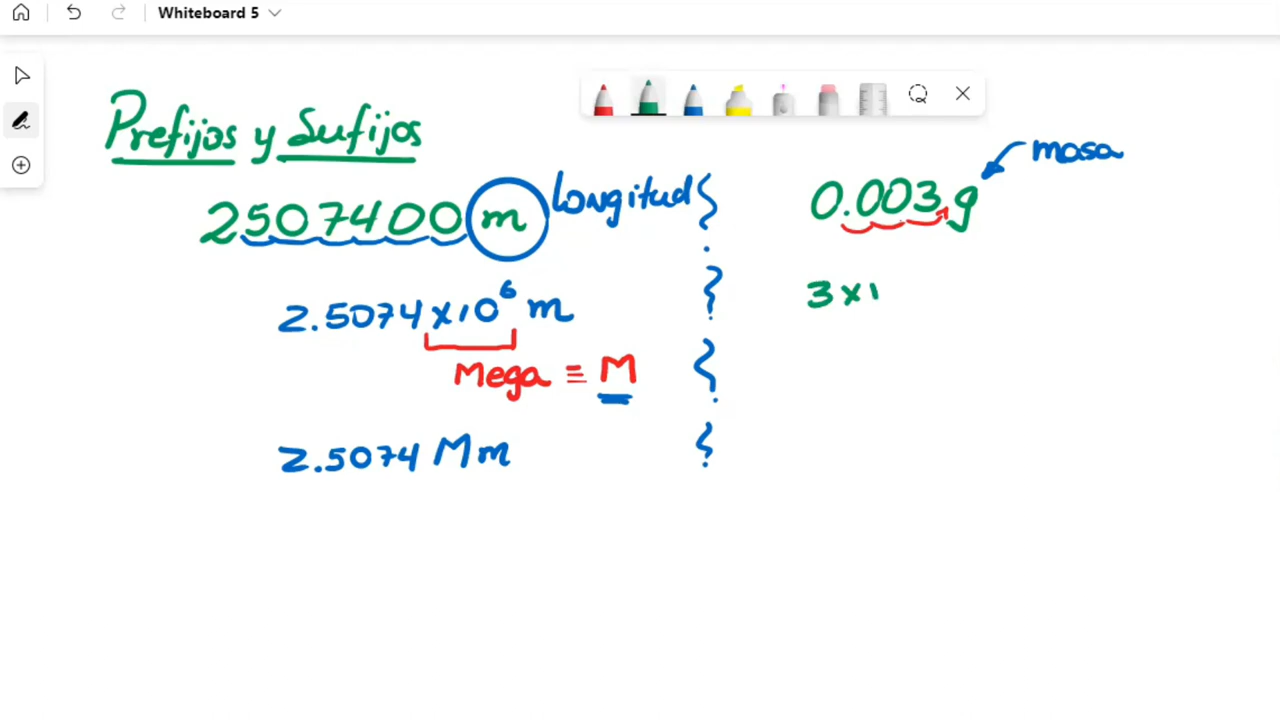 Whiteboard 5
Prefijos y Sufijos
2507400 m longitud
2.5074 x 10⁶ m
Mega ≡ M
2.5074 Mm
masa
0.003 g
3 x 1